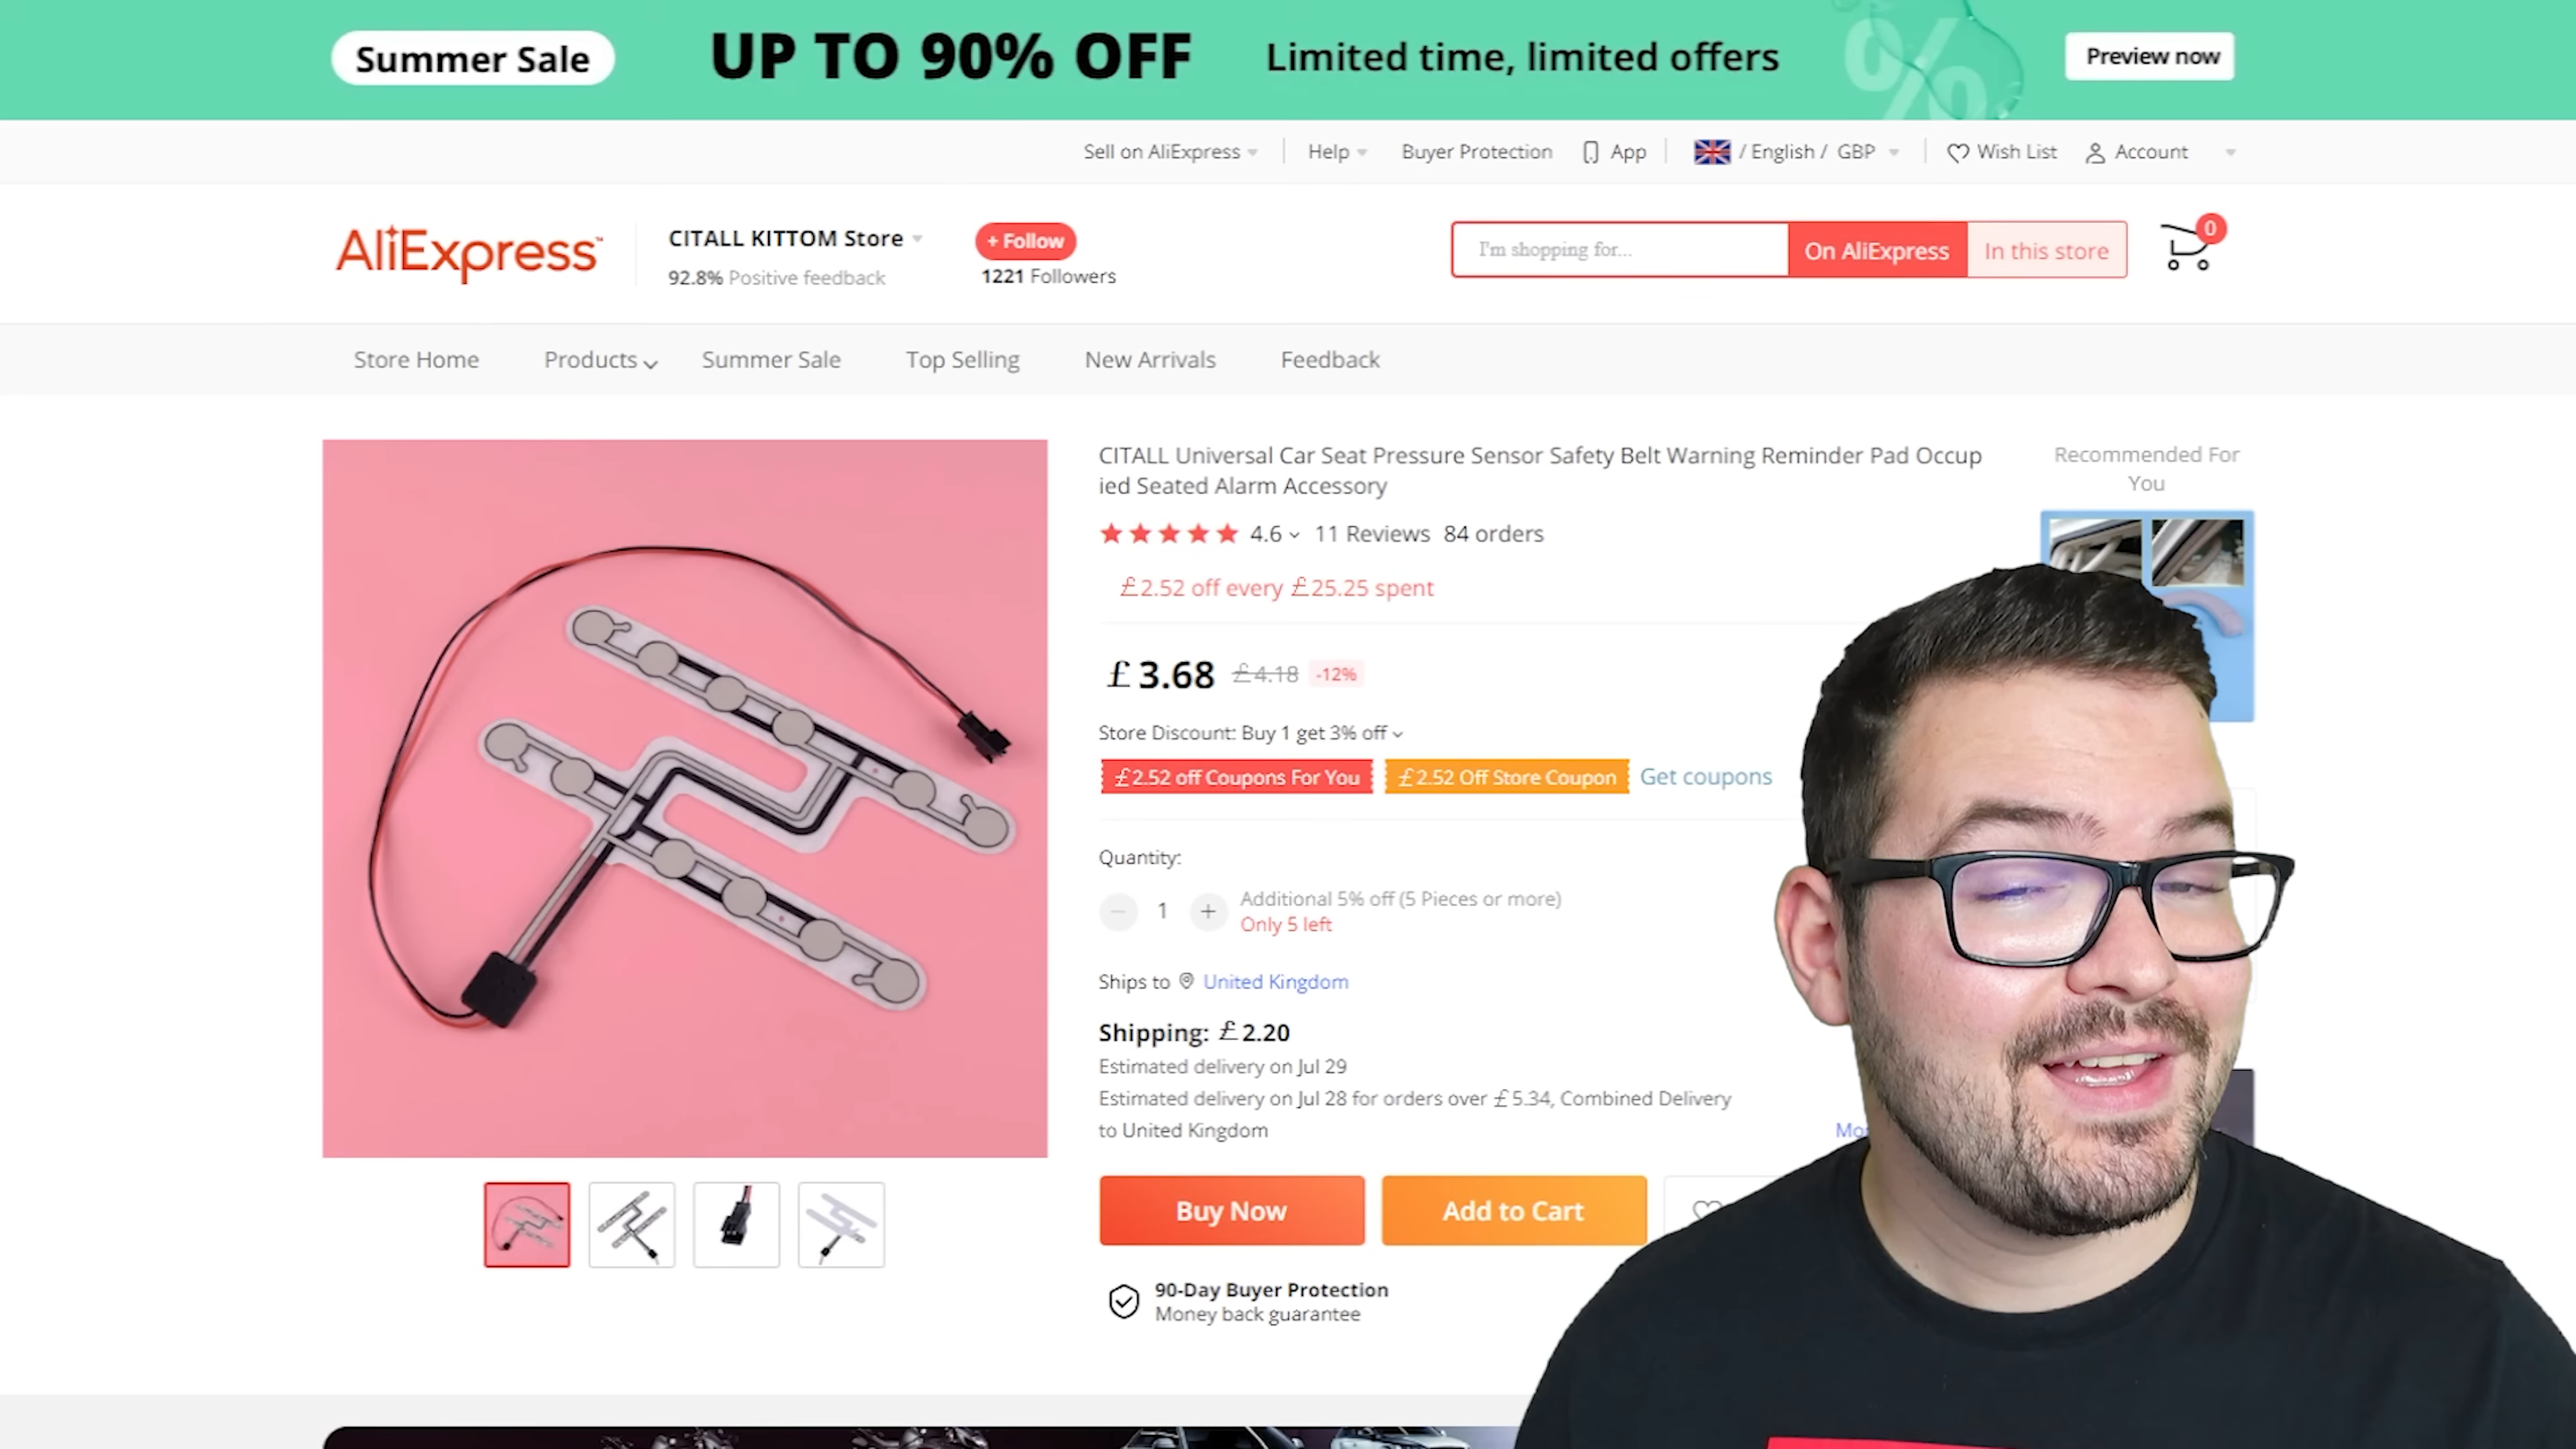 Summer Sale
UP TO 90% OFF
Limited time, limited offers
Preview now
Sell on AliExpress
Help
Buyer Protection
App
/ English / GBP
Wish List
Account
AliExpress™
CITALL KITTOM Store
92.8% Positive feedback
+ Follow
1221 Followers
I'm shopping for...
On AliExpress
In this store
0
Store Home
Products
Summer Sale
Top Selling
New Arrivals
Feedback
CITALL Universal Car Seat Pressure Sensor Safety Belt Warning Reminder Pad Occup
ied Seated Alarm Accessory
4.6
11 Reviews
84 orders
£2.52 off every £25.25 spent
£3.68
£4.18
-12%
Store Discount: Buy 1 get 3% off
£2.52 off Coupons For You
£2.52 Off Store Coupon
Get coupons
Quantity:
1
Additional 5% off (5 Pieces or more)
Only 5 left
Ships to United Kingdom
Shipping: £2.20
Estimated delivery on Jul 29
Estimated delivery on Jul 28 for orders over £5.34, Combined Delivery
to United Kingdom
Buy Now
Add to Cart
90-Day Buyer Protection
Money back guarantee
Recommended For
You